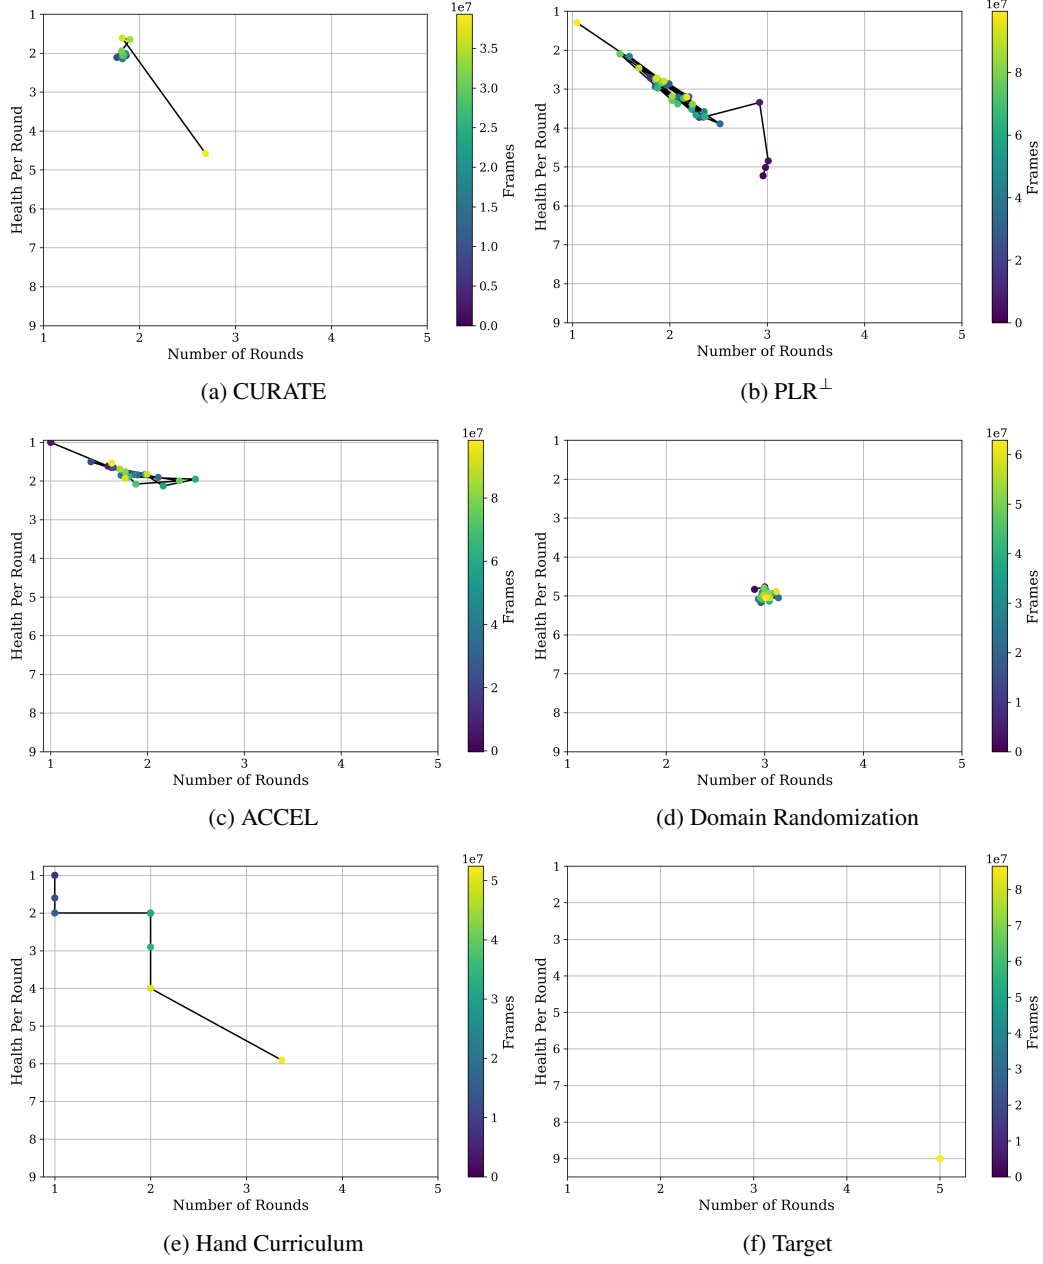 1e7
1
2
3
4
5
6
7
8
9
Health Per Round
1 2 3 4 5
Number of Rounds
3.5
3.0
2.5
2.0
1.5
1.0
0.5
0.0
Frames
(a) CURATE
1e7
1
2
3
4
5
6
7
8
9
Health Per Round
1 2 3 4 5
Number of Rounds
8
6
4
2
0
Frames
(b) PLR⊥
1e7
1
2
3
4
5
6
7
8
9
Health Per Round
1 2 3 4 5
Number of Rounds
8
6
4
2
0
Frames
(c) ACCEL
1e7
1
2
3
4
5
6
7
8
9
Health Per Round
1 2 3 4 5
Number of Rounds
6
5
4
3
2
1
0
Frames
(d) Domain Randomization
1e7
1
2
3
4
5
6
7
8
9
Health Per Round
1 2 3 4 5
Number of Rounds
5
4
3
2
1
0
Frames
(e) Hand Curriculum
1e7
1
2
3
4
5
6
7
8
9
Health Per Round
1 2 3 4 5
Number of Rounds
8
7
6
5
4
3
2
1
0
Frames
(f) Target